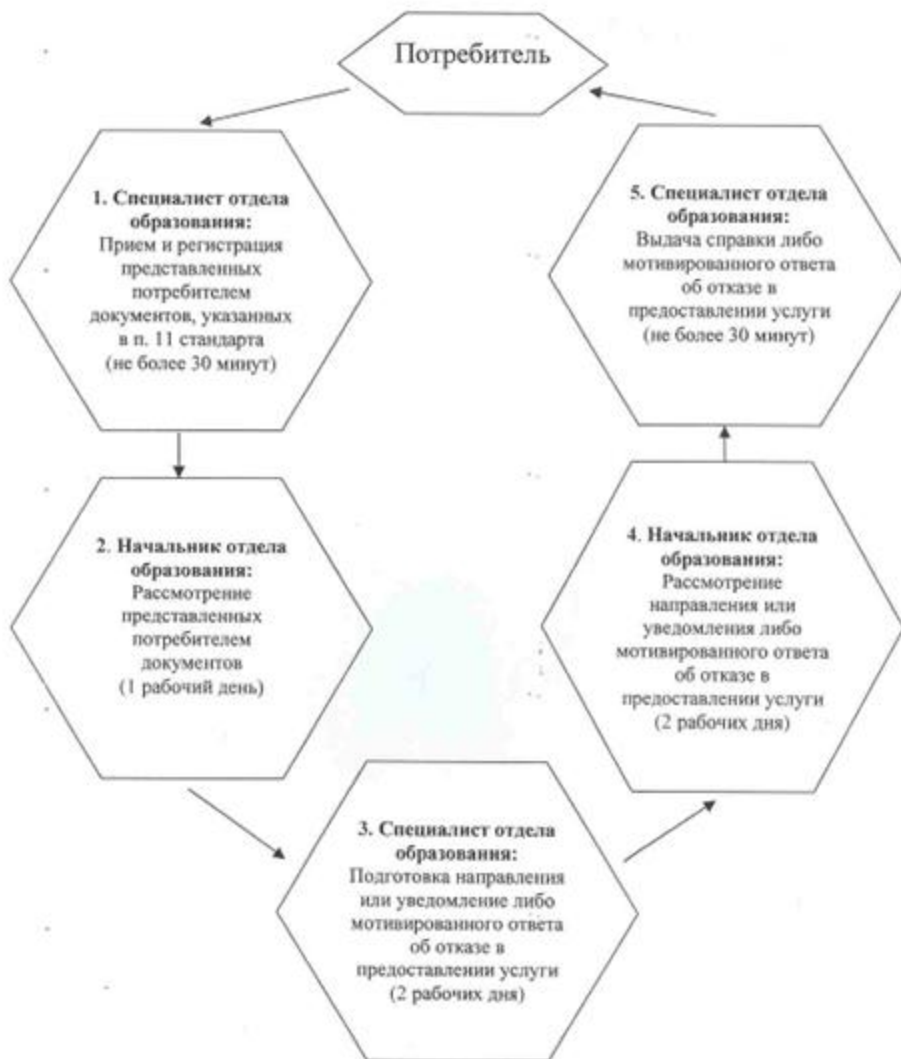 Потребитель
1. Специалист отдела
образования:
Прием и регистрация
представленных
потребителем
документов, указанных
в п. 11 стандарта
(не более 30 минут)
2. Начальник отдела
образования:
Рассмотрение
представленных
потребителем
документов
(1 рабочий день)
3. Специалист отдела
образования:
Подготовка направления
или уведомление либо
мотивированного ответа
об отказе в
предоставлении услуги
(2 рабочих дня)
4. Начальник отдела
образования:
Рассмотрение
направления или
уведомления либо
мотивированного ответа
об отказе в
предоставлении услуги
(2 рабочих дня)
5. Специалист отдела
образования:
Выдача справки либо
мотивированного ответа
об отказе в
предоставлении услуги
(не более 30 минут)